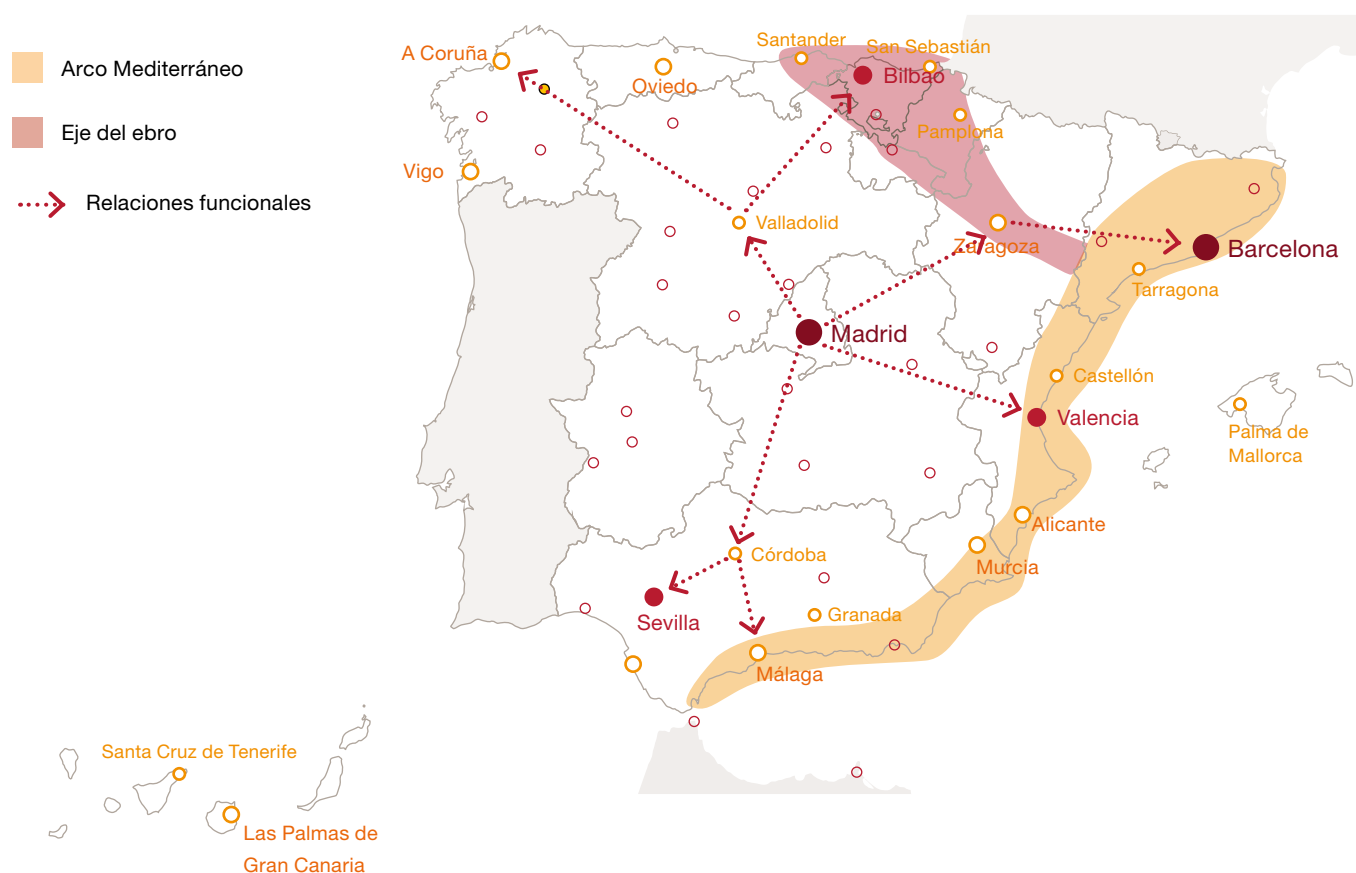 Arco Mediterráneo
Eje del ebro
Relaciones funcionales
A Coruña
Oviedo
Santander
San Sebastián
Bilbao
Pamplona
Vigo
Valladolid
Zaragoza
Barcelona
Tarragona
Madrid
Castellón
Valencia
Palma de
Mallorca
Alicante
Murcia
Córdoba
Granada
Sevilla
Málaga
Santa Cruz de Tenerife
Las Palmas de
Gran Canaria